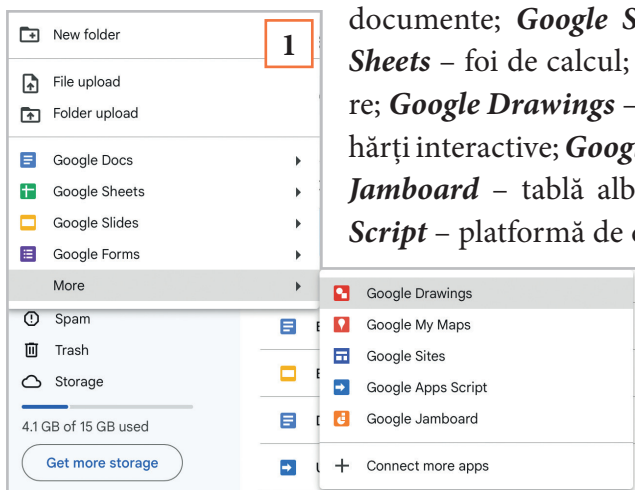 New folder
1
File upload
Folder upload
Google Docs
Google Sheets
Google Slides
Google Forms
More
Spam
Trash
Storage
4.1 GB of 15 GB used
Get more storage
documente; Google S
Sheets – foi de calcul;
re; Google Drawings –
hărți interactive; Goog
Jamboard – tablă alb
Script – platformă de
Google Drawings
Google My Maps
Google Sites
Google Apps Script
Google Jamboard
Connect more apps